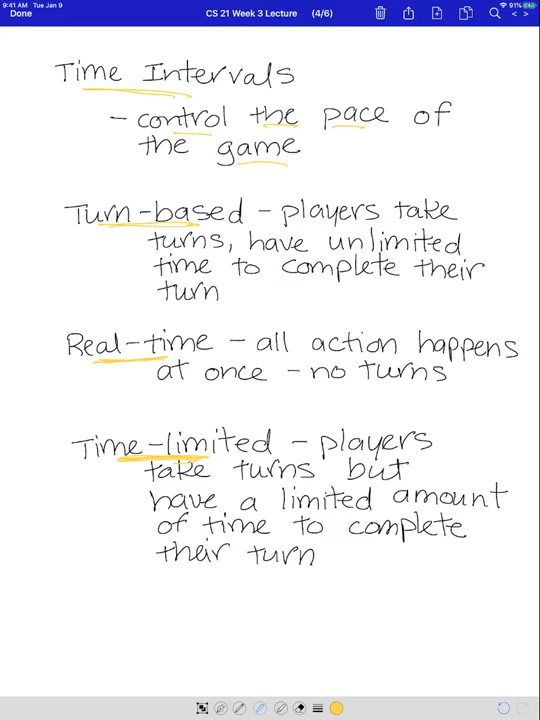 9:41 AM Tue Jan 9
91%
Done
CS 21 Week 3 Lecture (4/6)
Time Intervals
- control the pace of
the game
Turn-based - players take
turns, have unlimited
time to complete their
turn
Real-time - all action happens
at once - no turns
Time-limited - players
take turns but
have a limited amount
of time to complete
their turn